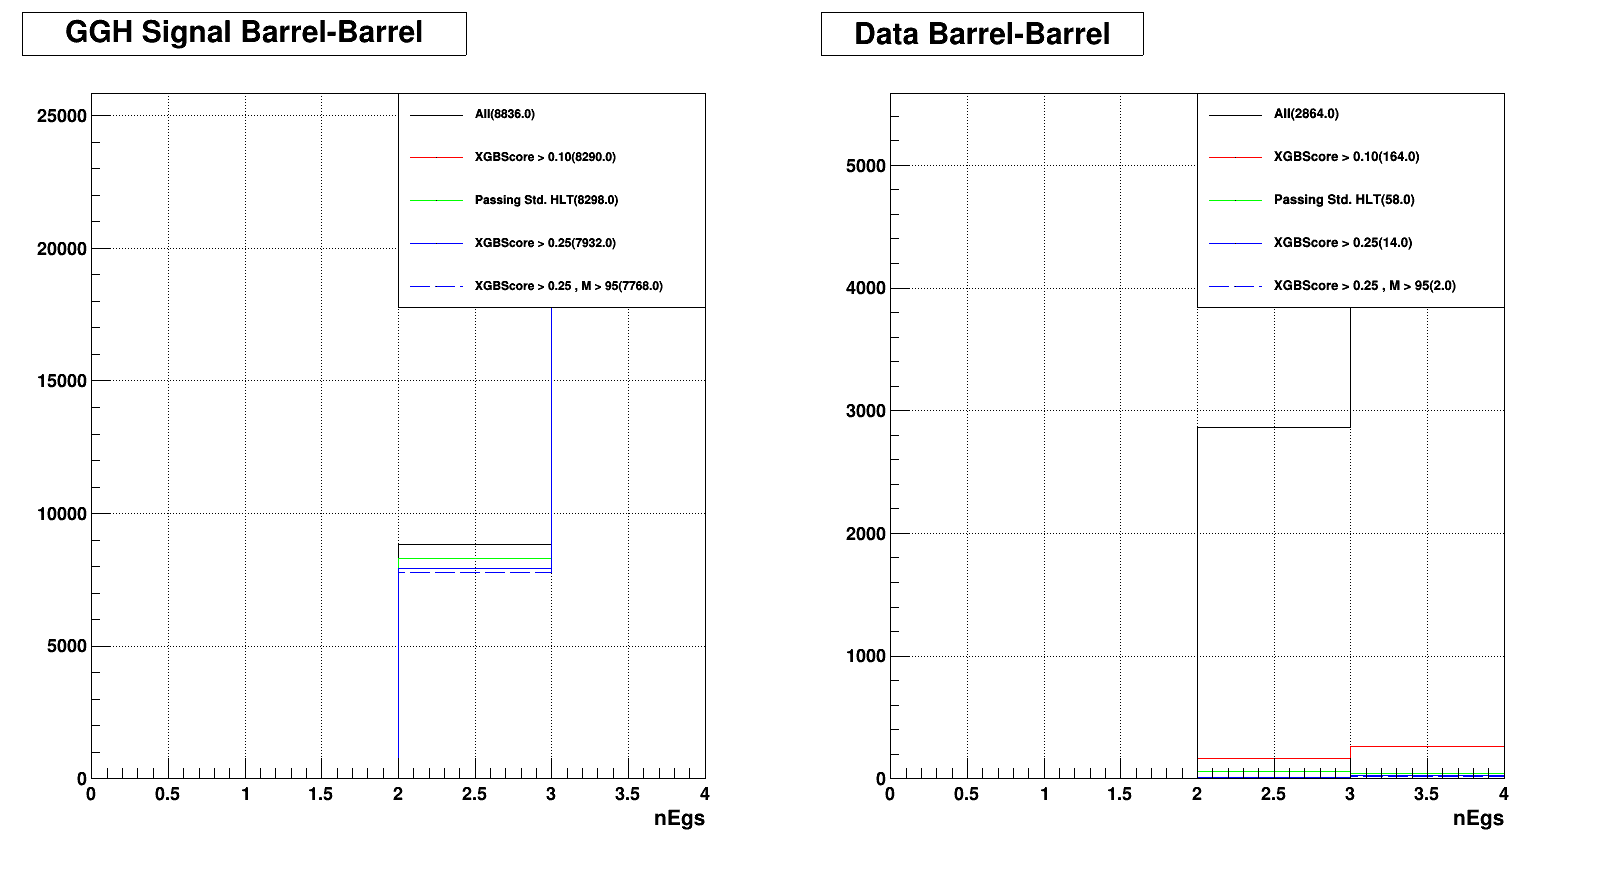 GGH Signal Barrel-Barrel
25000
20000
15000
10000
5000
0
All(8836.0)
XGBScore > 0.10(8290.0)
Passing Std. HLT(8298.0)
XGBScore > 0.25(7932.0)
XGBScore > 0.25 , M > 95(7768.0)
0 0.5 1 1.5 2 2.5 3 3.5 4
nEgs
Data Barrel-Barrel
5000
4000
3000
2000
1000
0
All(2864.0)
XGBScore > 0.10(164.0)
Passing Std. HLT(58.0)
XGBScore > 0.25(14.0)
XGBScore > 0.25 , M > 95(2.0)
0 0.5 1 1.5 2 2.5 3 3.5 4
nEgs